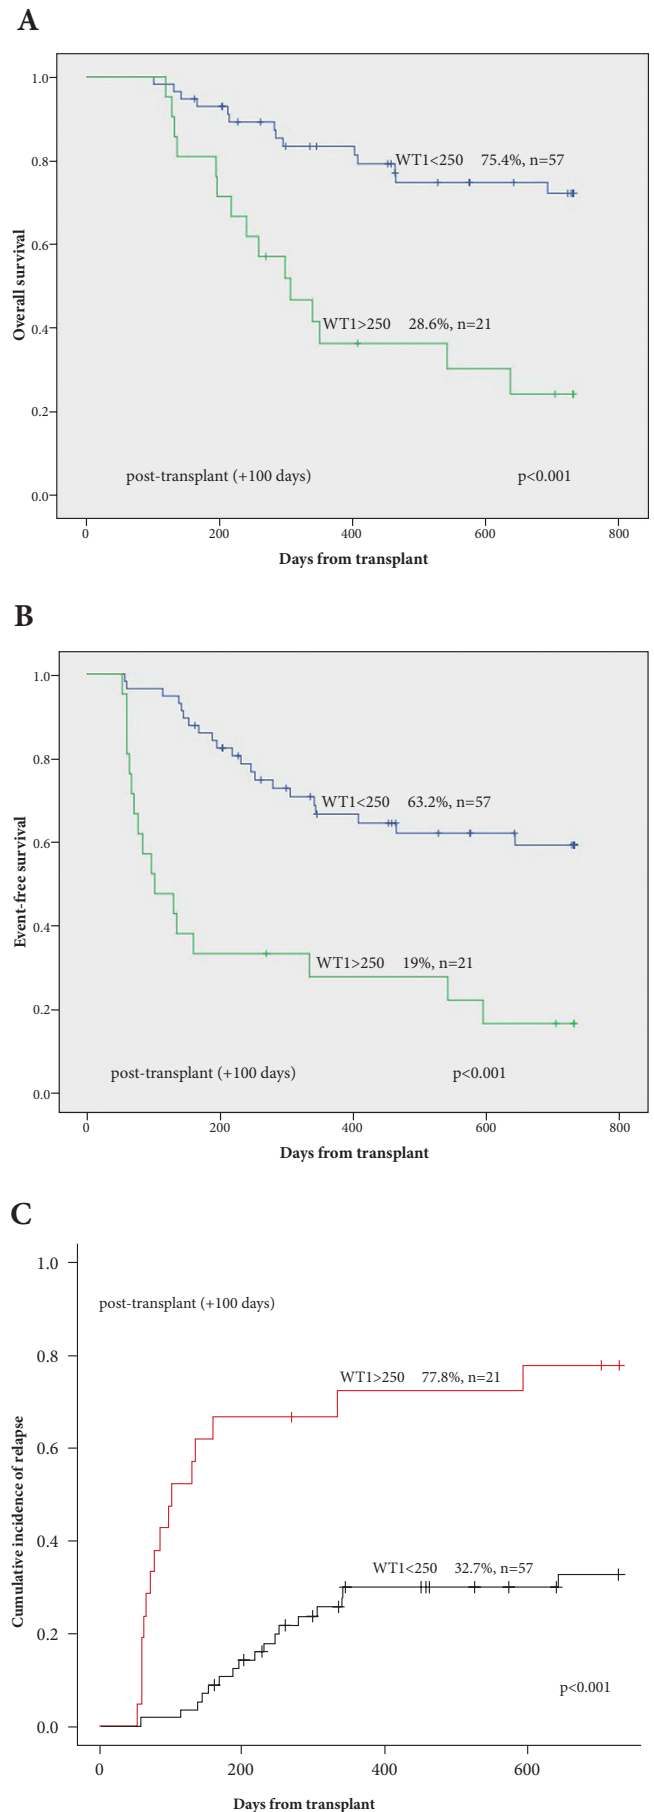 A
1.0
0.8
0.6
0.4
0.2
0.0
Overall survival
WT1<250 75.4%, n=57
WT1>250 28.6%, n=21
post-transplant (+100 days) p<0.001
0 200 400 600 800
Days from transplant
B
1.0
0.8
0.6
0.4
0.2
0.0
Event-free survival
WT1<250 63.2%, n=57
WT1>250 19%, n=21
post-transplant (+100 days) p<0.001
0 200 400 600 800
Days from transplant
C
1.0
0.8
0.6
0.4
0.2
0.0
Cumulative incidence of relapse
post-transplant (+100 days)
WT1>250 77.8%, n=21
WT1<250 32.7%, n=57
p<0.001
0 200 400 600
Days from transplant